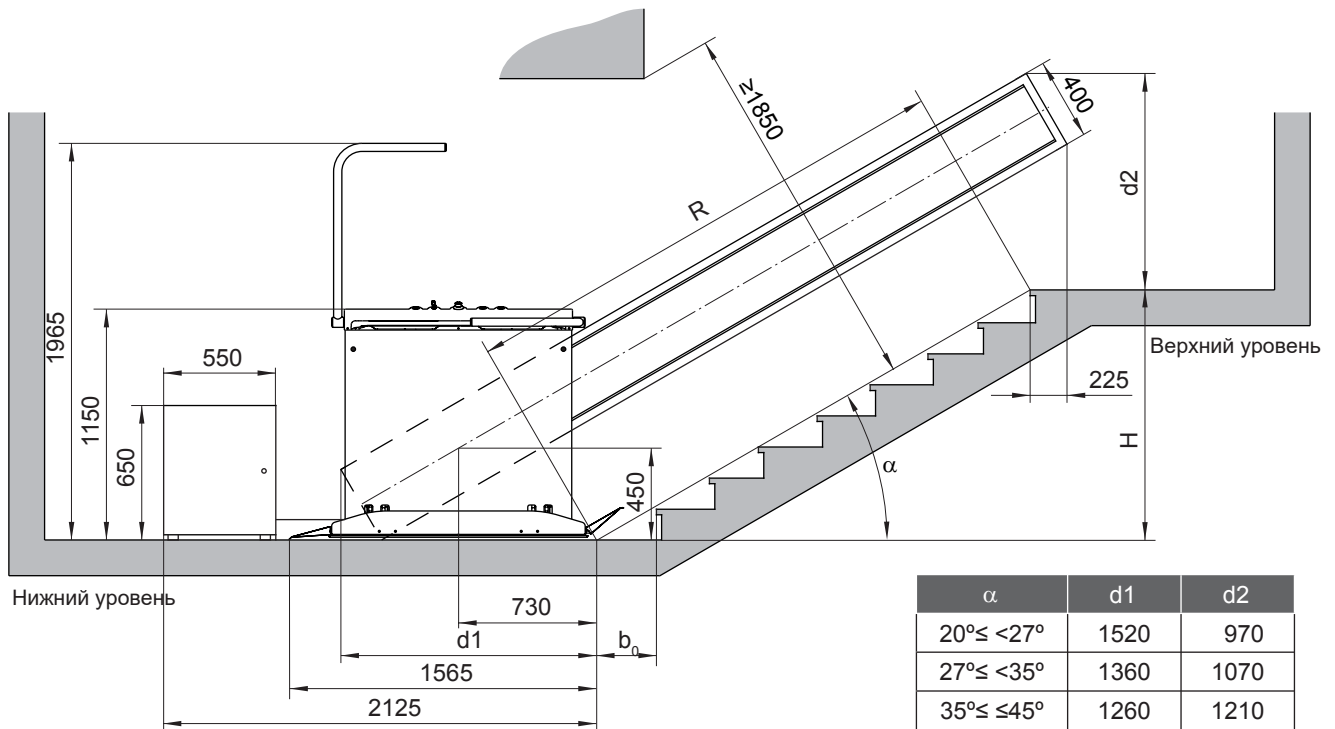 400
≥1850
d2
R
1965
1150
550
650
Верхний уровень
225
H
α
450
Нижний уровень
730
d1
b₀
1565
2125
α d1 d2
20º≤ <27º 1520 970
27º≤ <35º 1360 1070
35º≤ ≤45º 1260 1210